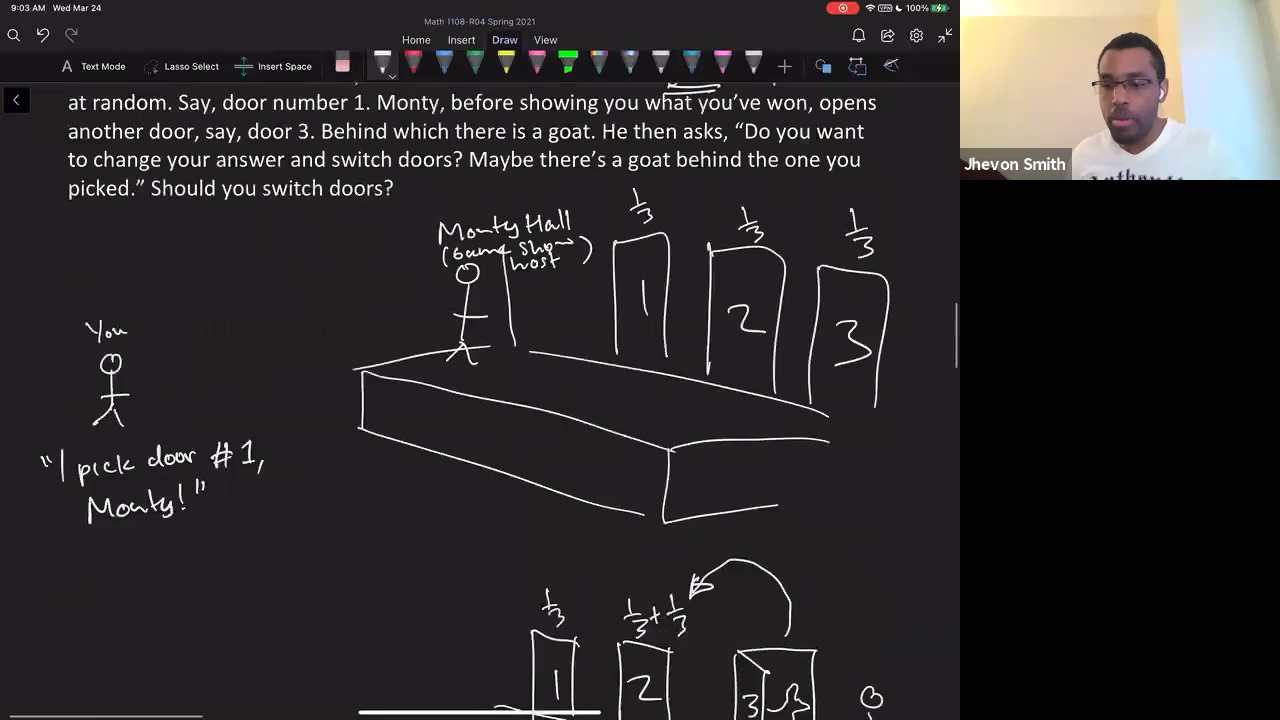 9:03 AM Wed Mar 24
VPN 100%
Math 1108-R04 Spring 2021
Home Insert Draw View
Text Mode Lasso Select Insert Space
at random. Say, door number 1. Monty, before showing you what you've won, opens
another door, say, door 3. Behind which there is a goat. He then asks, "Do you want
to change your answer and switch doors? Maybe there's a goat behind the one you
picked." Should you switch doors?
Jhevon Smith
Monty Hall
(Game Show
host)
1/3 1/3 1/3
1 2 3
You
"I pick door #1,
Monty!"
1/3 1/3+1/3
1 2 3